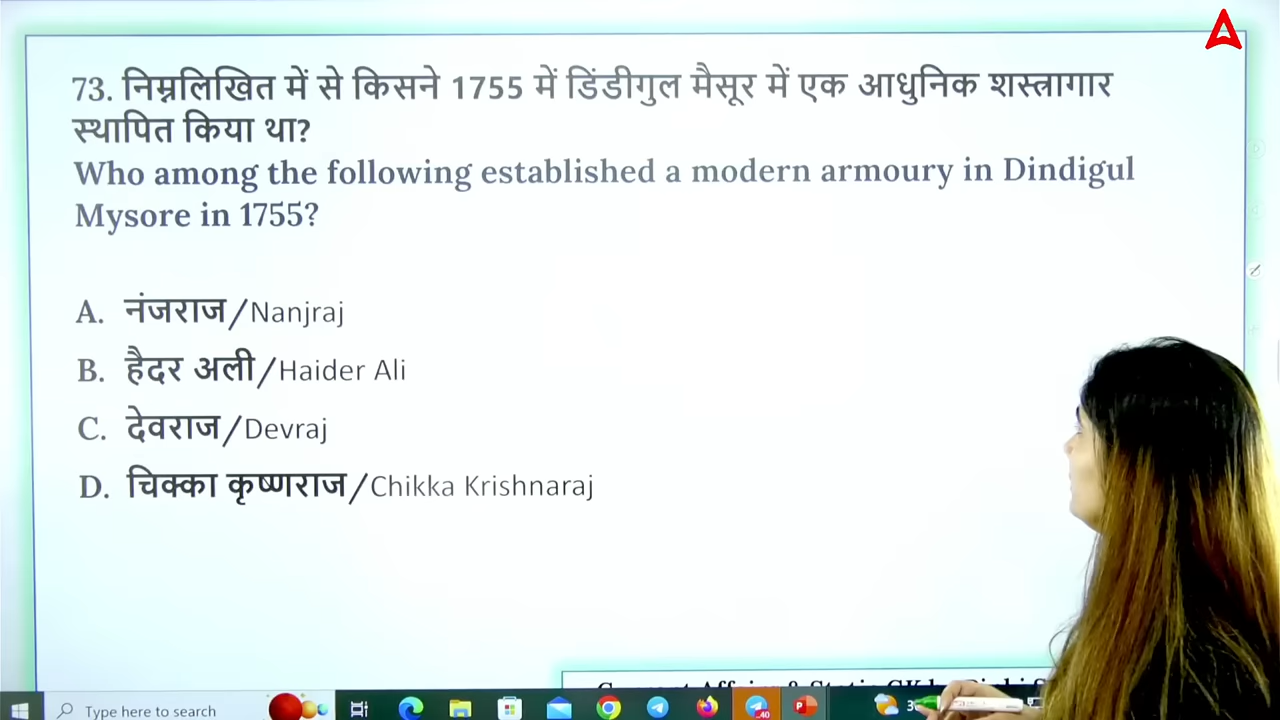 73. निम्नलिखित में से किसने 1755 में डिंडीगुल मैसूर में एक आधुनिक शस्त्रागार
स्थापित किया था?
Who among the following established a modern armoury in Dindigul
Mysore in 1755?
A. नंजराज/Nanjraj
B. हैदर अली/Haider Ali
C. देवराज/Devraj
D. चिक्का कृष्णराज/Chikka Krishnaraj
Type here to search